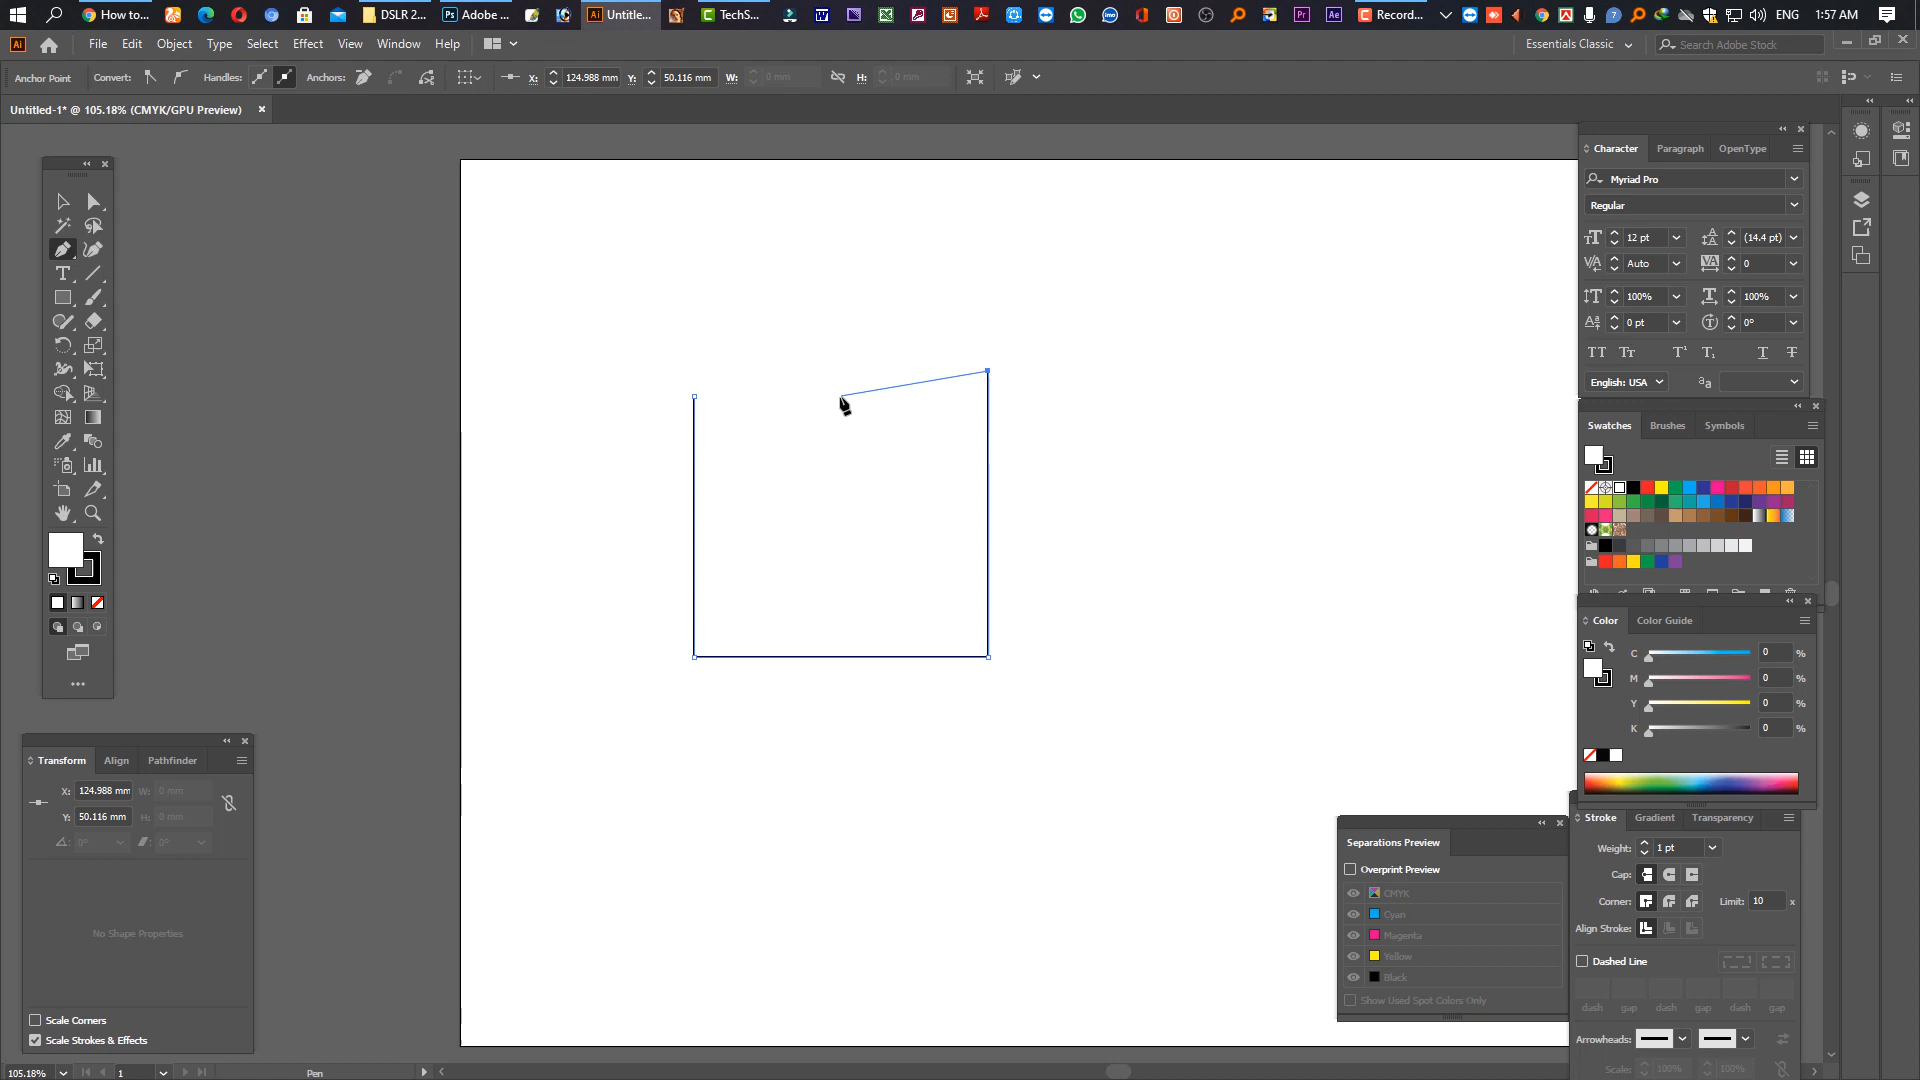 How to...
DSLR 2...
Adobe ...
Untitle...
TechS...
Record...
ENG
1:57 AM
File Edit Object Type Select Effect View Window Help
Essentials Classic
Search Adobe Stock
Anchor Point
Convert:
Handles:
Anchors:
X: 124.988 mm
Y: 50.116 mm
W: 0 mm
H: 0 mm
Untitled-1* @ 105.18% (CMYK/GPU Preview)
Character Paragraph OpenType
Myriad Pro
Regular
12 pt
(14.4 pt)
Auto
0
100%
100%
0 pt
0°
English: USA
Swatches Brushes Symbols
Color Color Guide
C 0 %
M 0 %
Y 0 %
K 0 %
Transform Align Pathfinder
X: 124.988 mm W: 0 mm
Y: 50.116 mm H: 0 mm
0° 0°
No Shape Properties
Scale Corners
Scale Strokes & Effects
Separations Preview
Overprint Preview
CMYK
Cyan
Magenta
Yellow
Black
Show Used Spot Colors Only
Stroke Gradient Transparency
Weight: 1 pt
Cap:
Corner: Limit: 10 x
Align Stroke:
Dashed Line
dash gap dash gap dash gap
Arrowheads:
Scale: 100% 100%
105.18% 1 Pen